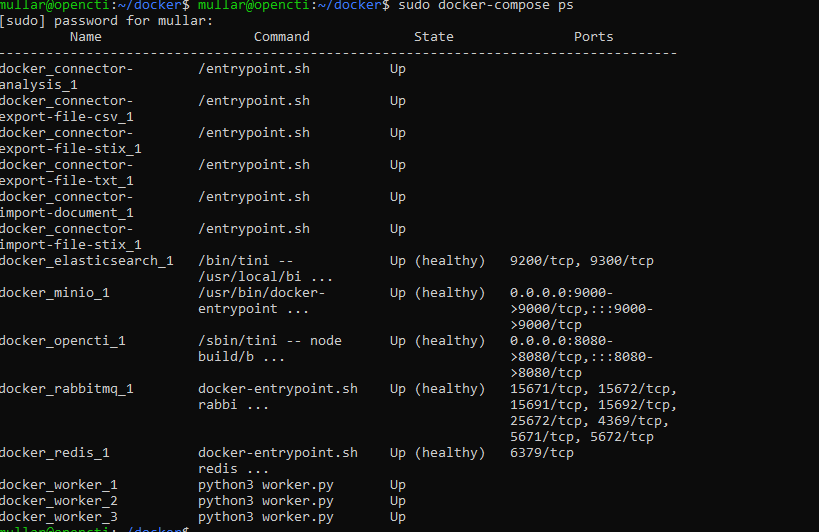 mullar@opencti:~/docker$ mullar@opencti:~/docker$ sudo docker-compose ps
[sudo] password for mullar:
Name Command State Ports
--------------------------------------------------------------------------------
docker_connector- /entrypoint.sh Up
analysis_1
docker_connector- /entrypoint.sh Up
export-file-csv_1
docker_connector- /entrypoint.sh Up
export-file-stix_1
docker_connector- /entrypoint.sh Up
export-file-txt_1
docker_connector- /entrypoint.sh Up
import-document_1
docker_connector- /entrypoint.sh Up
import-file-stix_1
docker_elasticsearch_1 /bin/tini -- Up (healthy) 9200/tcp, 9300/tcp
/usr/local/bi ...
docker_minio_1 /usr/bin/docker- Up (healthy) 0.0.0.0:9000-
entrypoint ... >9000/tcp,:::9000-
>9000/tcp
docker_opencti_1 /sbin/tini -- node Up (healthy) 0.0.0.0:8080-
build/b ... >8080/tcp,:::8080-
>8080/tcp
docker_rabbitmq_1 docker-entrypoint.sh Up (healthy) 15671/tcp, 15672/tcp,
rabbi ... 15691/tcp, 15692/tcp,
25672/tcp, 4369/tcp,
5671/tcp, 5672/tcp
docker_redis_1 docker-entrypoint.sh Up (healthy) 6379/tcp
redis ...
docker_worker_1 python3 worker.py Up
docker_worker_2 python3 worker.py Up
docker_worker_3 python3 worker.py Up
mullar@opencti:~/docker$